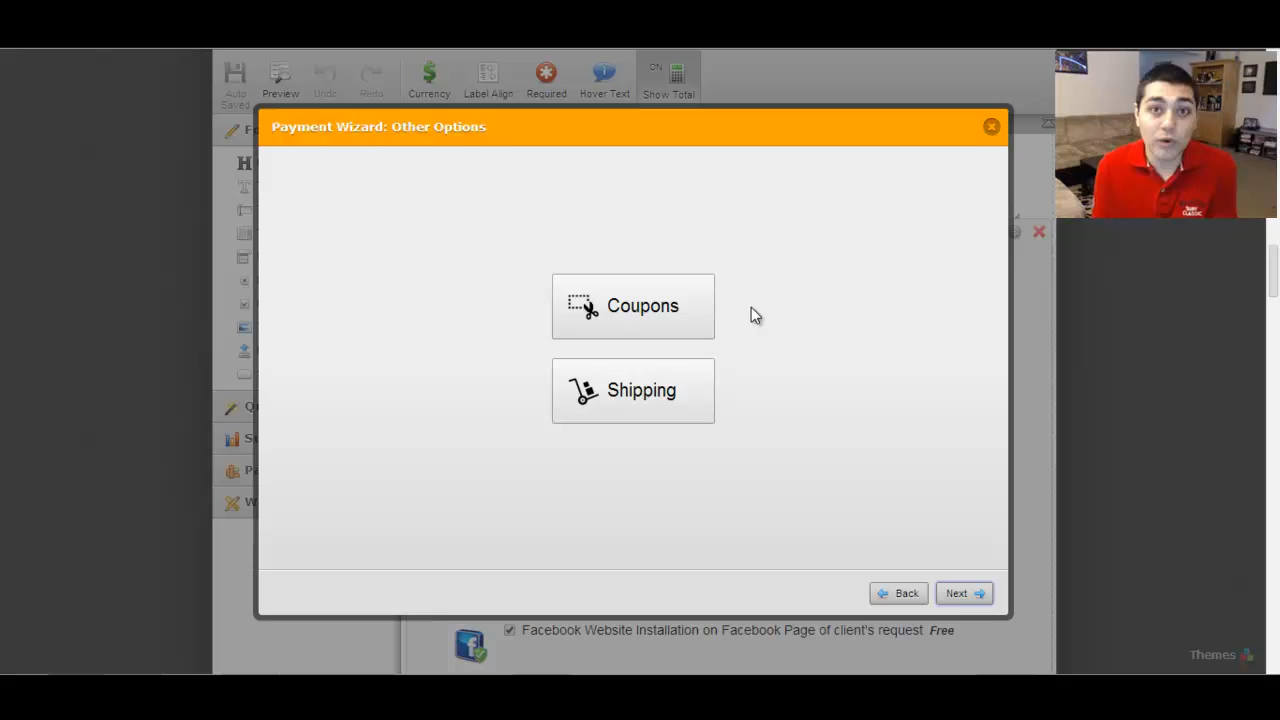 ON
Auto
Saved
Preview
Undo
Redo
Currency
Label Align
Required
Hover Text
Show Total
Payment Wizard: Other Options
H
Coupons
Shipping
Back
Next
Facebook Website Installation on Facebook Page of client's request Free
Themes